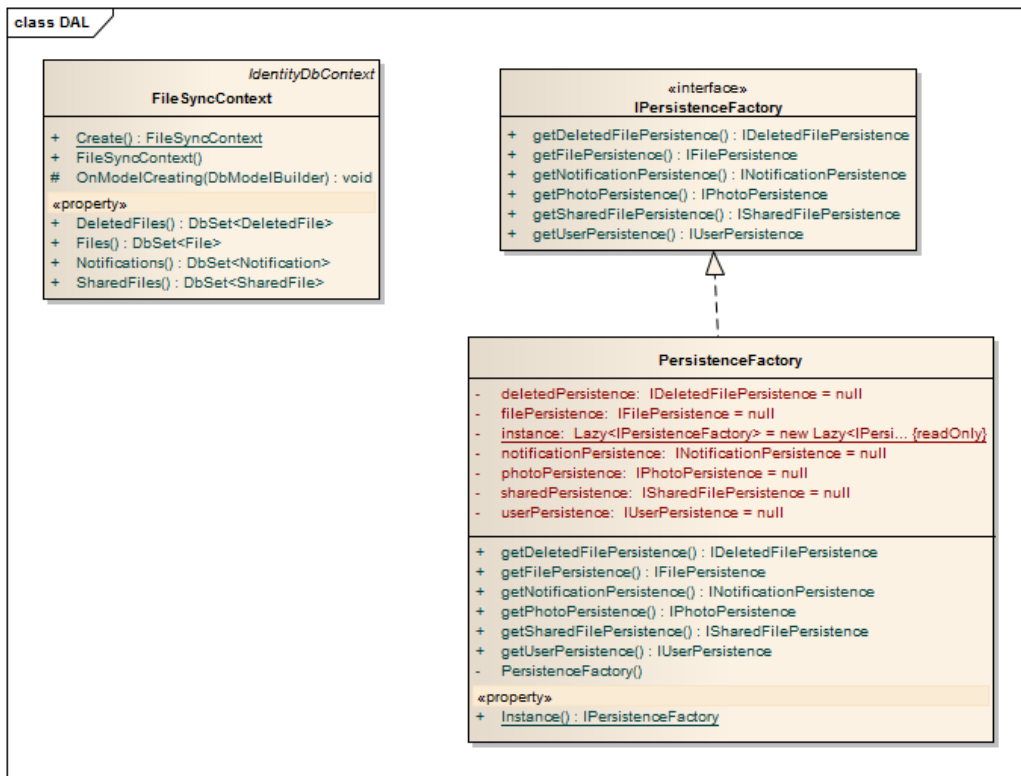 class DAL
IdentityDbContext
FileSyncContext
+ Create() : FileSyncContext
+ FileSyncContext()
# OnModelCreating(DbModelBuilder) : void
«property»
+ DeletedFiles() : DbSet<DeletedFile>
+ Files() : DbSet<File>
+ Notifications() : DbSet<Notification>
+ SharedFiles() : DbSet<SharedFile>
«interface»
IPersistenceFactory
+ getDeletedFilePersistence() : IDeletedFilePersistence
+ getFilePersistence() : IFilePersistence
+ getNotificationPersistence() : INotificationPersistence
+ getPhotoPersistence() : IPhotoPersistence
+ getSharedFilePersistence() : ISharedFilePersistence
+ getUserPersistence() : IUserPersistence
PersistenceFactory
- deletedPersistence: IDeletedFilePersistence = null
- filePersistence: IFilePersistence = null
- instance: Lazy<IPersistenceFactory> = new Lazy<IPersi... {readOnly}
- notificationPersistence: INotificationPersistence = null
- photoPersistence: IPhotoPersistence = null
- sharedPersistence: ISharedFilePersistence = null
- userPersistence: IUserPersistence = null
+ getDeletedFilePersistence() : IDeletedFilePersistence
+ getFilePersistence() : IFilePersistence
+ getNotificationPersistence() : INotificationPersistence
+ getPhotoPersistence() : IPhotoPersistence
+ getSharedFilePersistence() : ISharedFilePersistence
+ getUserPersistence() : IUserPersistence
- PersistenceFactory()
«property»
+ Instance() : IPersistenceFactory